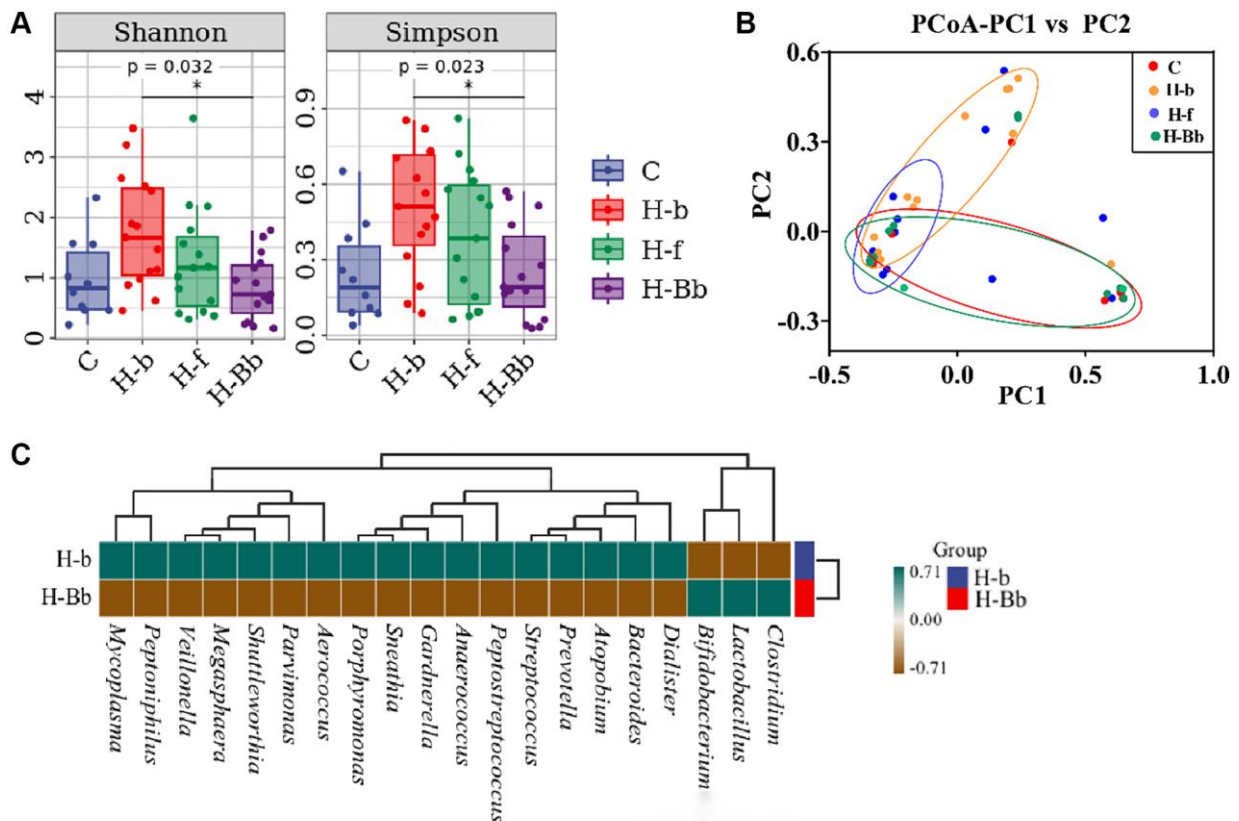 A
Shannon
Simpson
p = 0.032
*
p = 0.023
*
4
3
2
1
0
0.9
0.6
0.3
0.0
C
H-b
H-f
H-Bb
C
H-b
H-f
H-Bb
C
H-b
H-f
H-Bb
B
PCoA-PC1 vs PC2
0.6
0.3
0.0
-0.3
PC2
-0.5
0.0
0.5
1.0
PC1
C
H-b
H-f
H-Bb
C
H-b
H-Bb
Mycoplasma
Peptoniphilus
Veillonella
Megasphaera
Shuttleworthia
Parvimonas
Aerococcus
Porphyromonas
Sneathia
Gardnerella
Anaerococcus
Peptostreptococcus
Streptococcus
Prevotella
Atopobium
Bacteroides
Dialister
Bifidobacterium
Lactobacillus
Clostridium
Group
0.71
0.00
-0.71
H-b
H-Bb